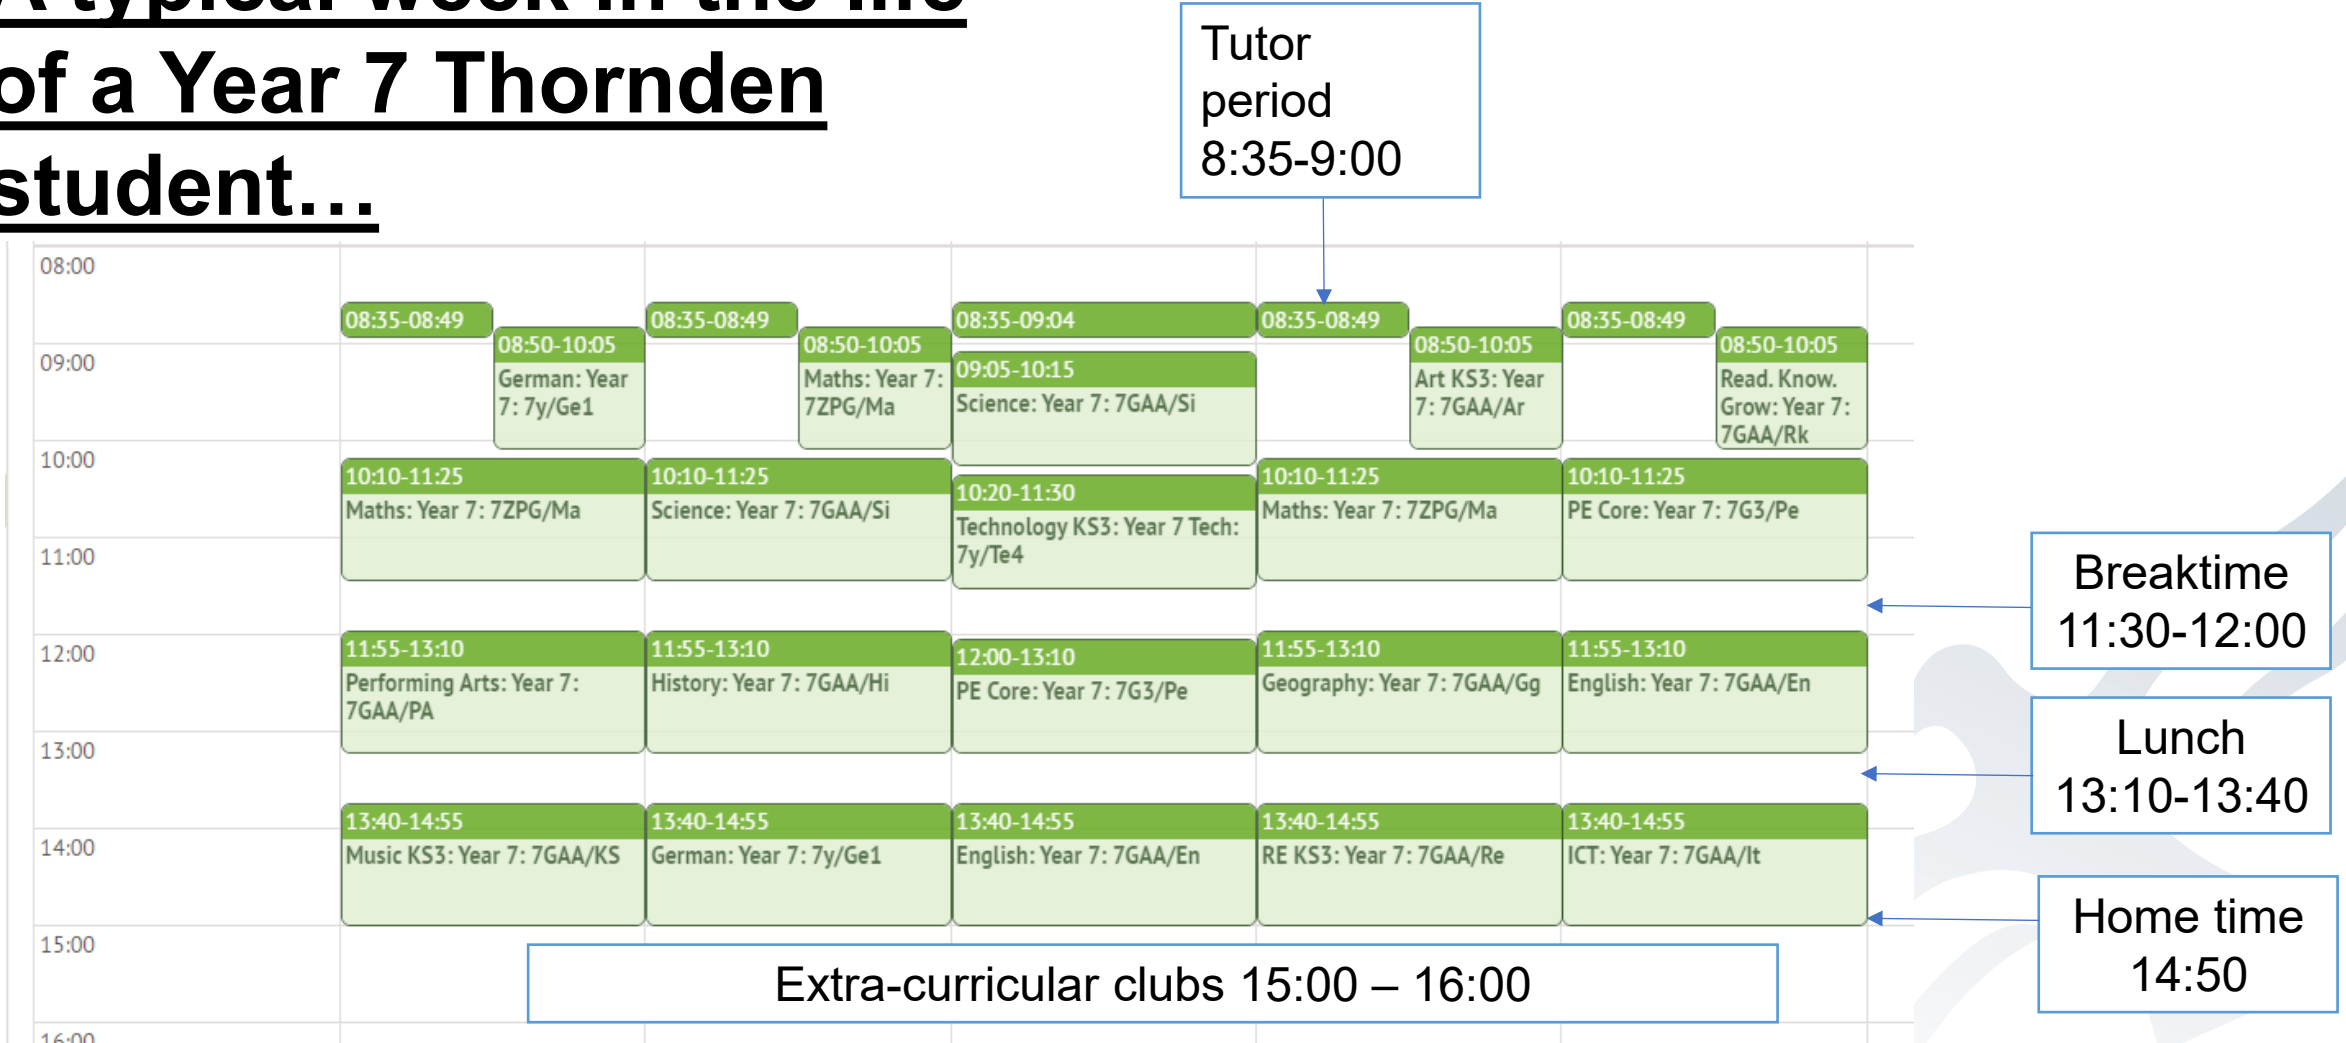 A typical week in the life
of a Year 7 Thornden
student...
Tutor
period
8:35-9:00
08:00
08:35-08:49
08:35-08:49
08:35-09:04
08:35-08:49
08:35-08:49
08:50-10:05
German: Year
7: 7y/Ge1
08:50-10:05
Maths: Year 7:
7ZPG/Ma
09:00
09:05-10:15
Science: Year 7: 7GAA/Si
08:50-10:05
Art KS3: Year
7: 7GAA/Ar
08:50-10:05
Read. Know.
Grow: Year 7:
7GAA/Rk
10:00
10:10-11:25
Maths: Year 7: 7ZPG/Ma
10:10-11:25
Science: Year 7: 7GAA/Si
10:20-11:30
Technology KS3: Year 7 Tech:
7y/Te4
10:10-11:25
Maths: Year 7: 7ZPG/Ma
10:10-11:25
PE Core: Year 7: 7G3/Pe
11:00
Breaktime
11:30-12:00
12:00
11:55-13:10
Performing Arts: Year 7:
7GAA/PA
11:55-13:10
History: Year 7: 7GAA/Hi
12:00-13:10
PE Core: Year 7: 7G3/Pe
11:55-13:10
Geography: Year 7: 7GAA/Gg
11:55-13:10
English: Year 7: 7GAA/En
13:00
Lunch
13:10-13:40
13:40-14:55
Music KS3: Year 7: 7GAA/KS
13:40-14:55
German: Year 7: 7y/Ge1
13:40-14:55
English: Year 7: 7GAA/En
13:40-14:55
RE KS3: Year 7: 7GAA/Re
13:40-14:55
ICT: Year 7: 7GAA/It
14:00
Home time
14:50
15:00
Extra-curricular clubs 15:00 – 16:00
16:00